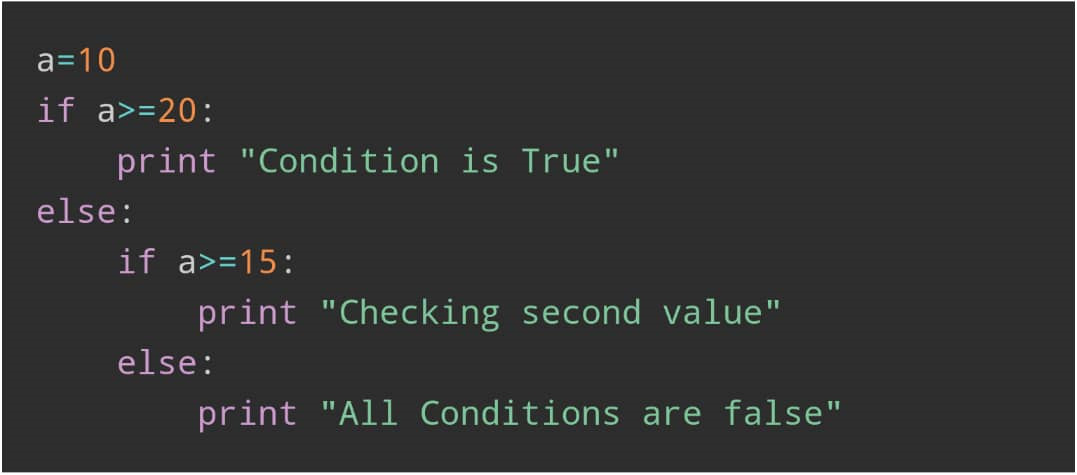 a=10
if a>=20:
    print "Condition is True"
else:
    if a>=15:
        print "Checking second value"
    else:
        print "All Conditions are false"